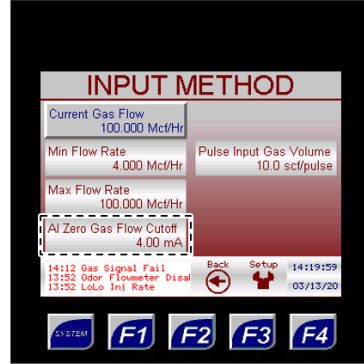 INPUT METHOD
Current Gas Flow
100.000 Mcf/Hr
Min Flow Rate
4.000 Mcf/Hr
Pulse Input Gas Volume
10.0 scf/pulse
Max Flow Rate
100.000 Mcf/Hr
AI Zero Gas Flow Cutoff
4.00 mA
14:12 Gas Signal Fail
13:52 Odor Flowmeter Disa
13:52 LoLo Inj Rate
Back
Setup
14:19:59
03/13/20
SYSTEM
F1
F2
F3
F4